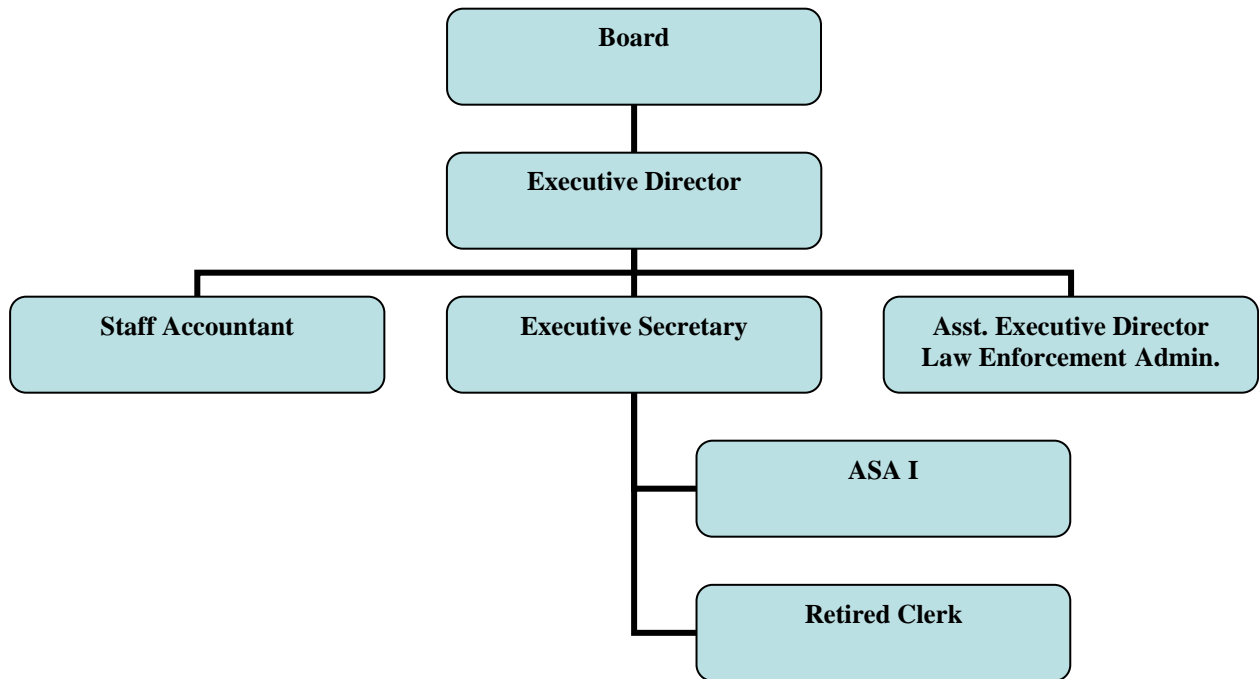 Board
Executive Director
Staff Accountant
Executive Secretary
Asst. Executive Director
Law Enforcement Admin.
ASA I
Retired Clerk